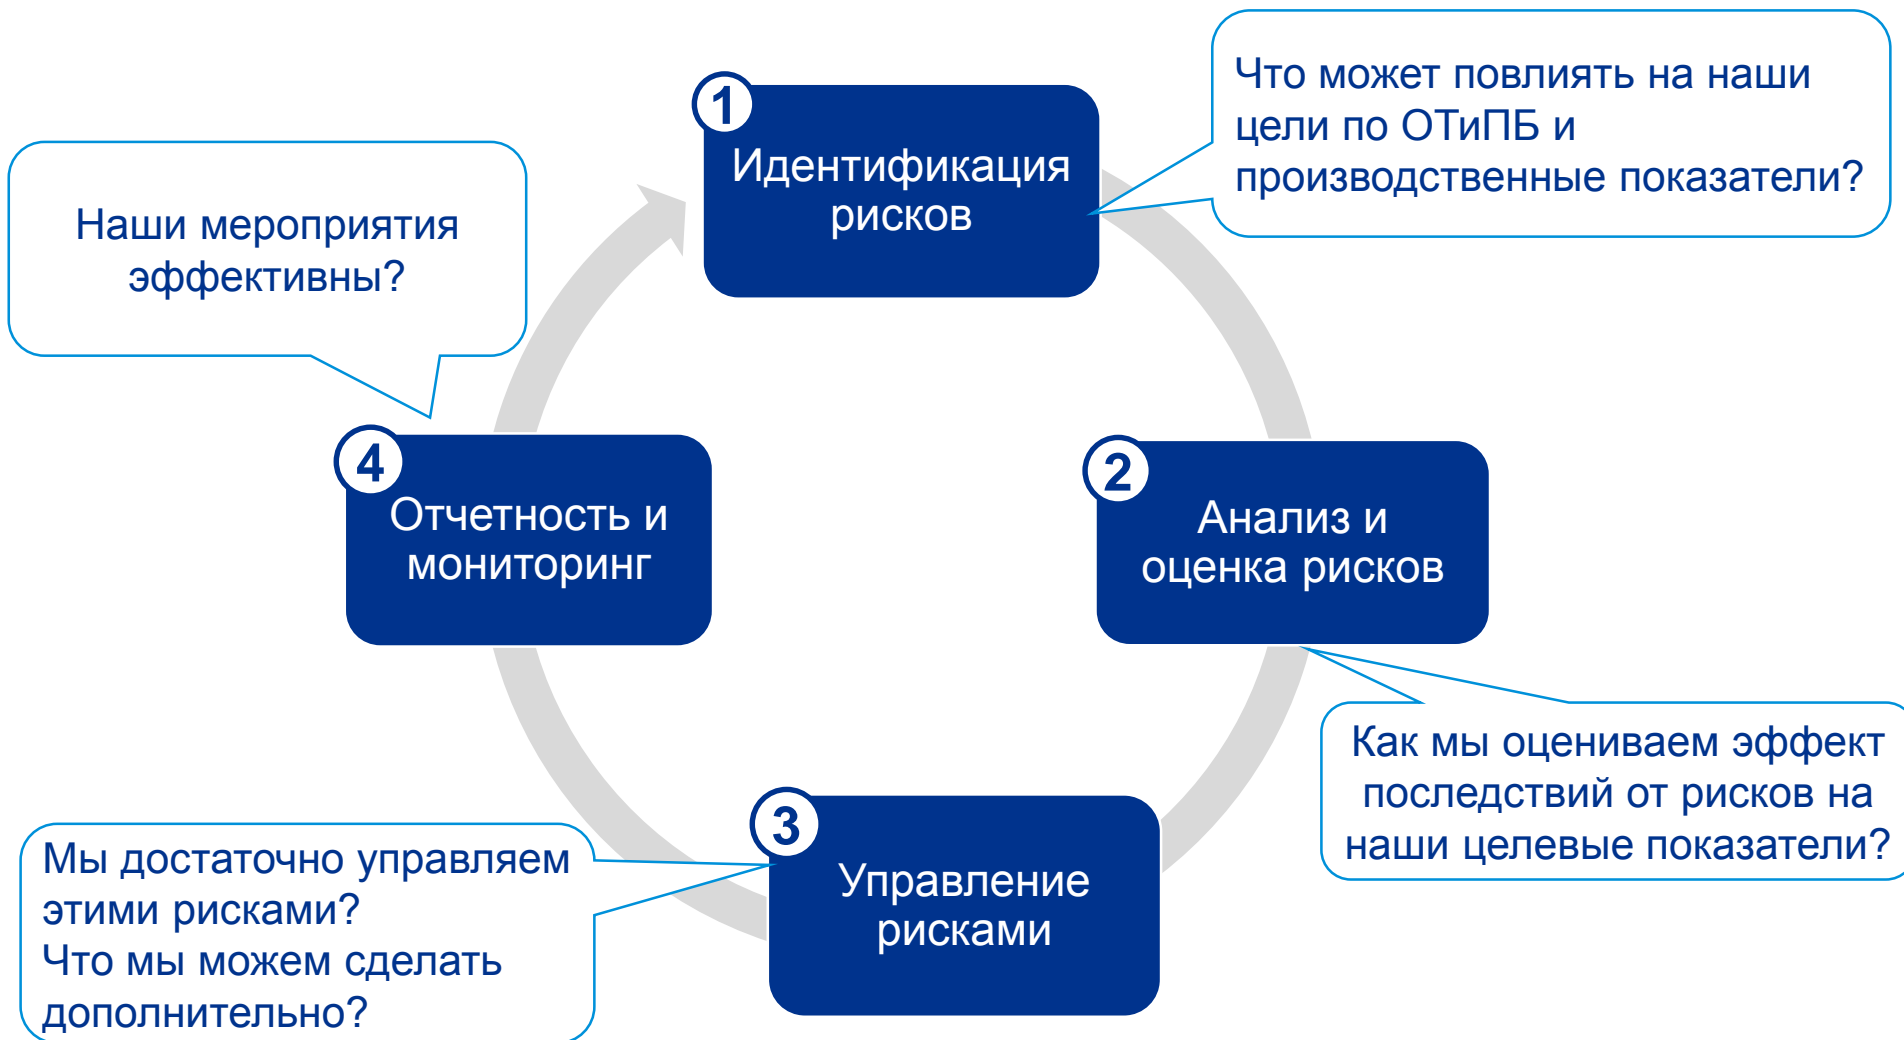 1
Идентификация
рисков
Что может повлиять на наши
цели по ОТиПБ и
производственные показатели?
2
Анализ и
оценка рисков
Как мы оцениваем эффект
последствий от рисков на
наши целевые показатели?
3
Управление
рисками
Мы достаточно управляем
этими рисками?
Что мы можем сделать
дополнительно?
4
Отчетность и
мониторинг
Наши мероприятия
эффективны?